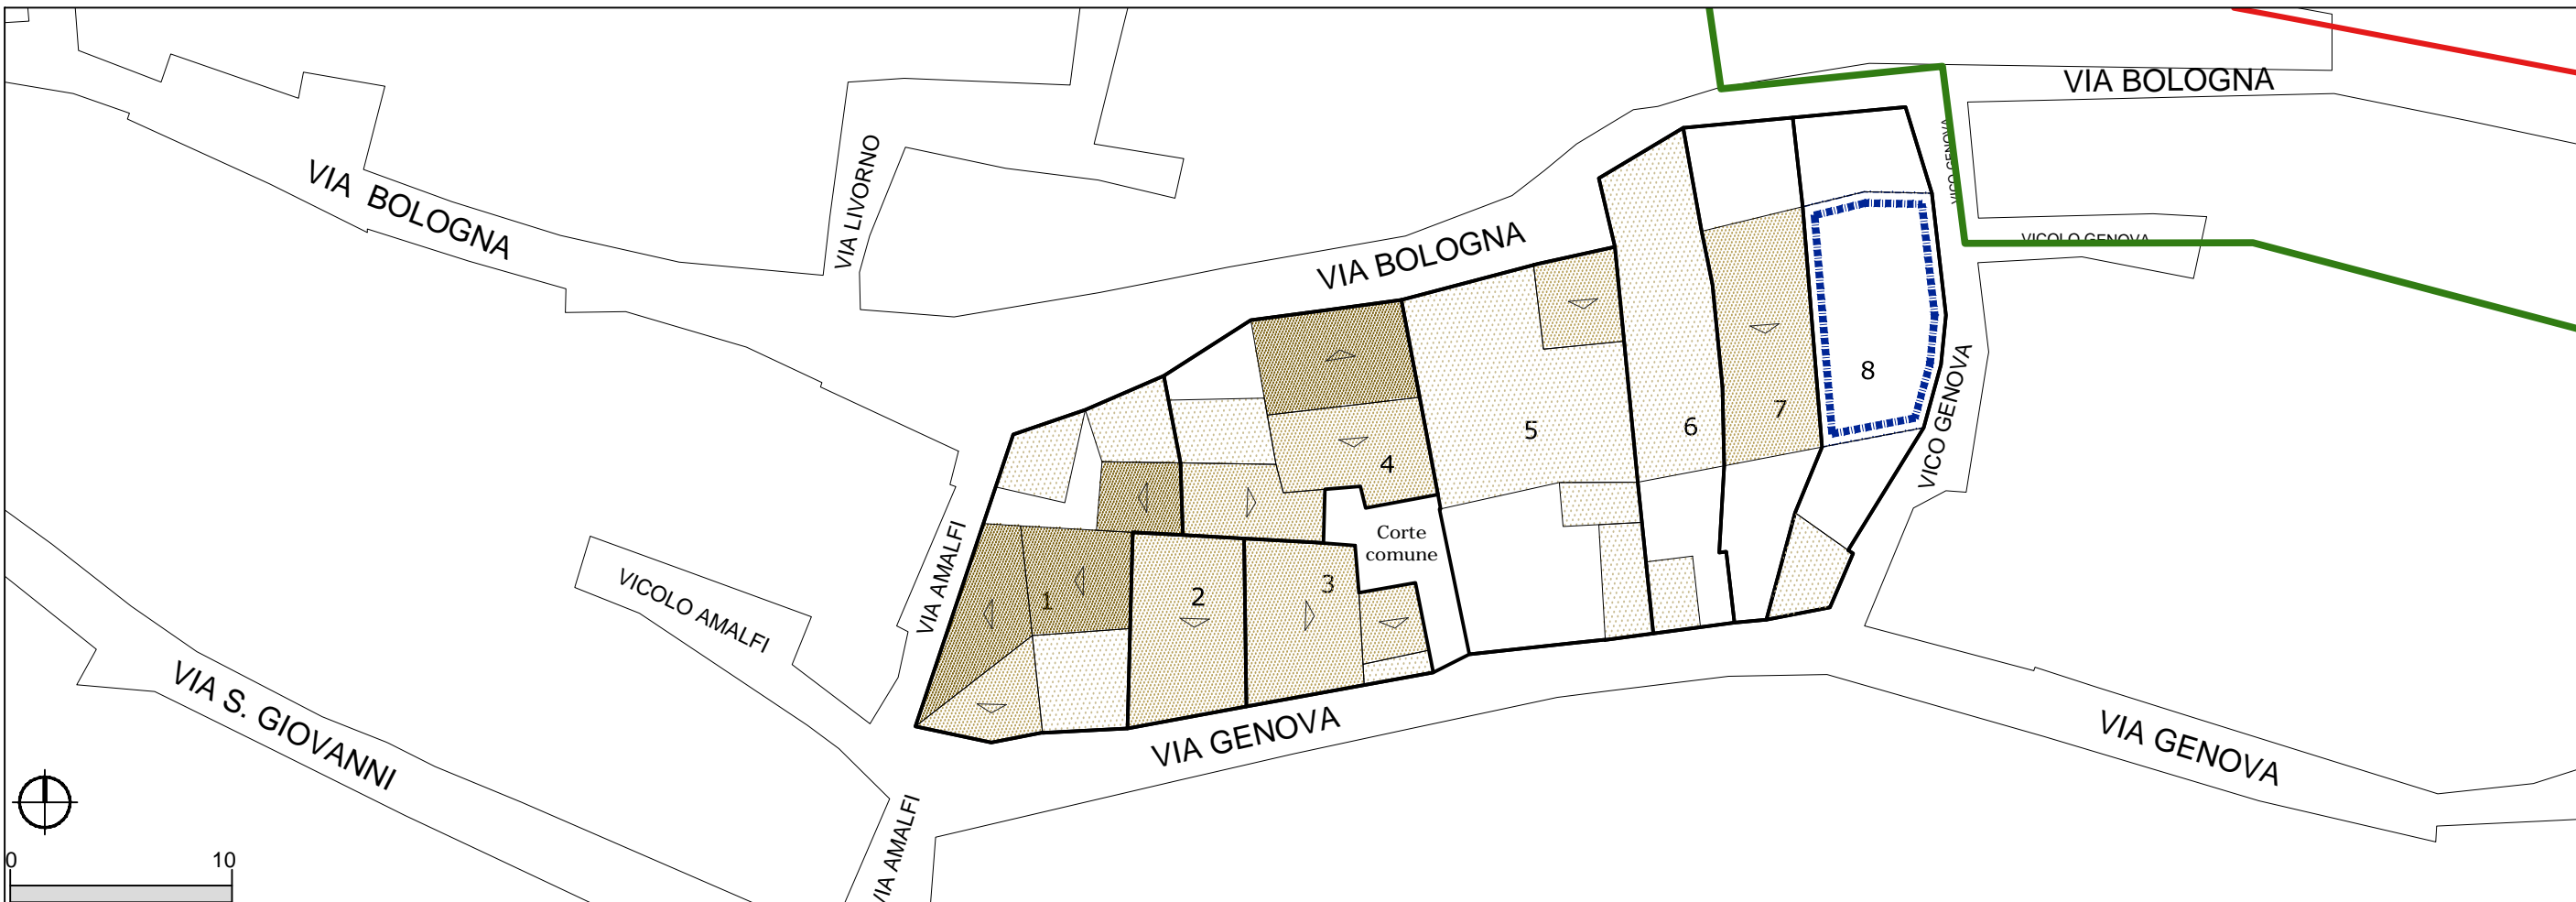 VIA BOLOGNA
VICO GENOVA
VIA LIVORNO
VIA  BOLOGNA
VIA BOLOGNA
VICOLO GENOVA
8
7
6
5
4
VICO GENOVA
Corte
comune
VIA AMALFI
VICOLO AMALFI
1
2
3
VIA S. GIOVANNI
VIA GENOVA
VIA GENOVA
VIA AMALFI
0
10